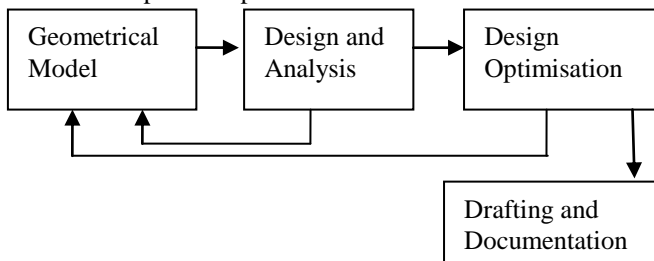 Geometrical
Model
Design and
Analysis
Design
Optimisation
Drafting and
Documentation